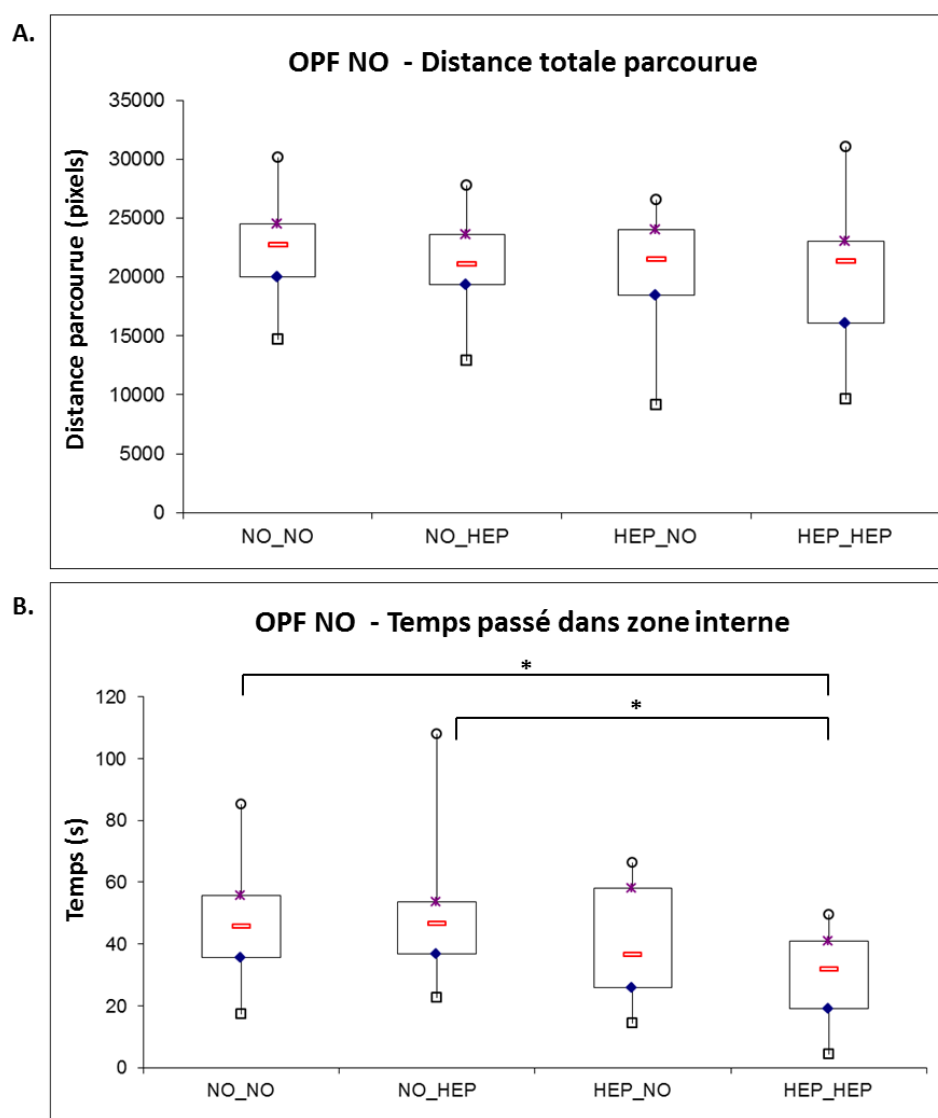 A.
OPF NO - Distance totale parcourue
Distance parcourue (pixels)
35000
30000
25000
20000
15000
10000
5000
0
NO_NO NO_HEP HEP_NO HEP_HEP
B.
OPF NO - Temps passé dans zone interne
*
*
Temps (s)
120
100
80
60
40
20
0
NO_NO NO_HEP HEP_NO HEP_HEP